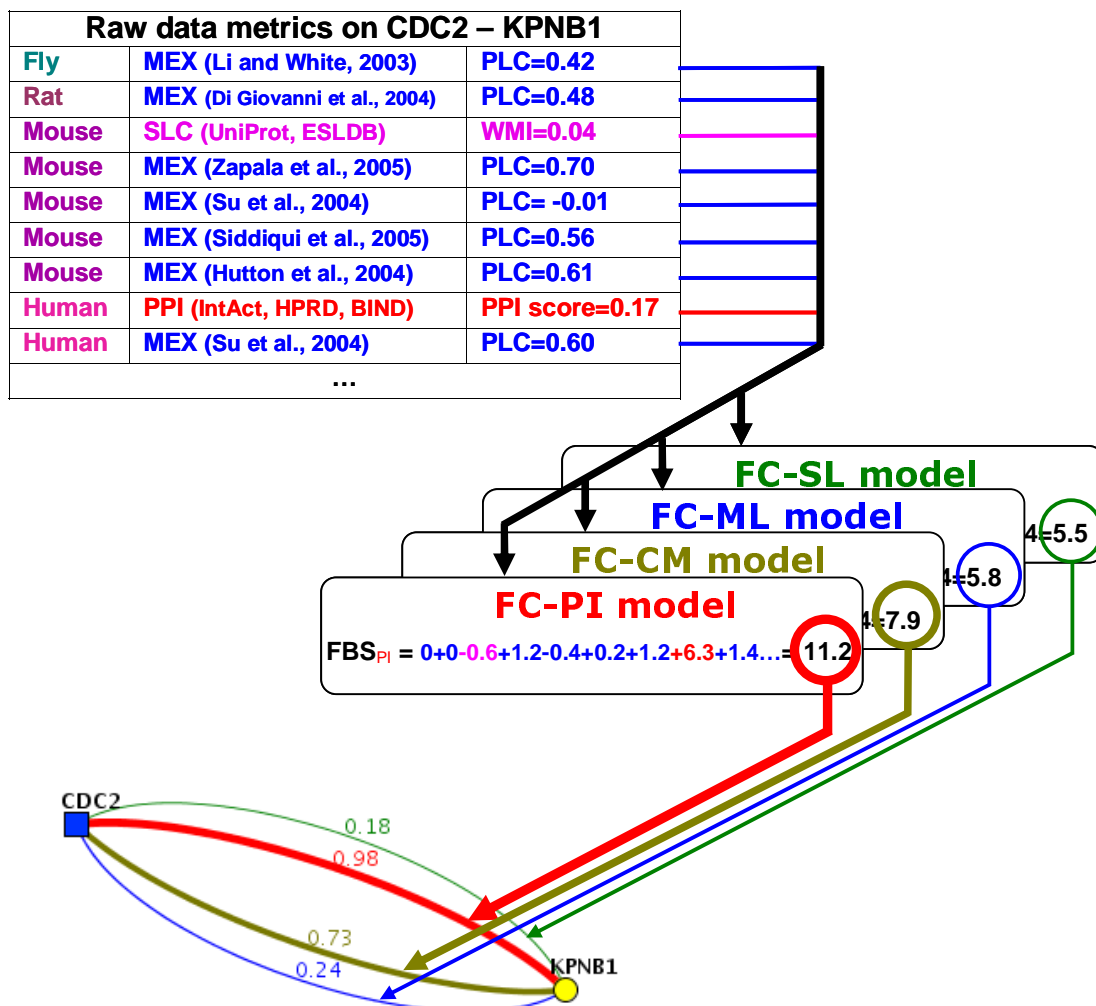 Raw data metrics on CDC2 – KPNB1
Fly MEX (Li and White, 2003) PLC=0.42
Rat MEX (Di Giovanni et al., 2004) PLC=0.48
Mouse SLC (UniProt, ESLDB) WMI=0.04
Mouse MEX (Zapala et al., 2005) PLC=0.70
Mouse MEX (Su et al., 2004) PLC= -0.01
Mouse MEX (Siddiqui et al., 2005) PLC=0.56
Mouse MEX (Hutton et al., 2004) PLC=0.61
Human PPI (IntAct, HPRD, BIND) PPI score=0.17
Human MEX (Su et al., 2004) PLC=0.60
...
FC-SL model
4=5.5
FC-ML model
4=5.8
FC-CM model
4=7.9
FC-PI model
FBSPI = 0+0-0.6+1.2-0.4+0.2+1.2+6.3+1.4...= 11.2
CDC2
0.18
0.98
0.73
0.24
KPNB1